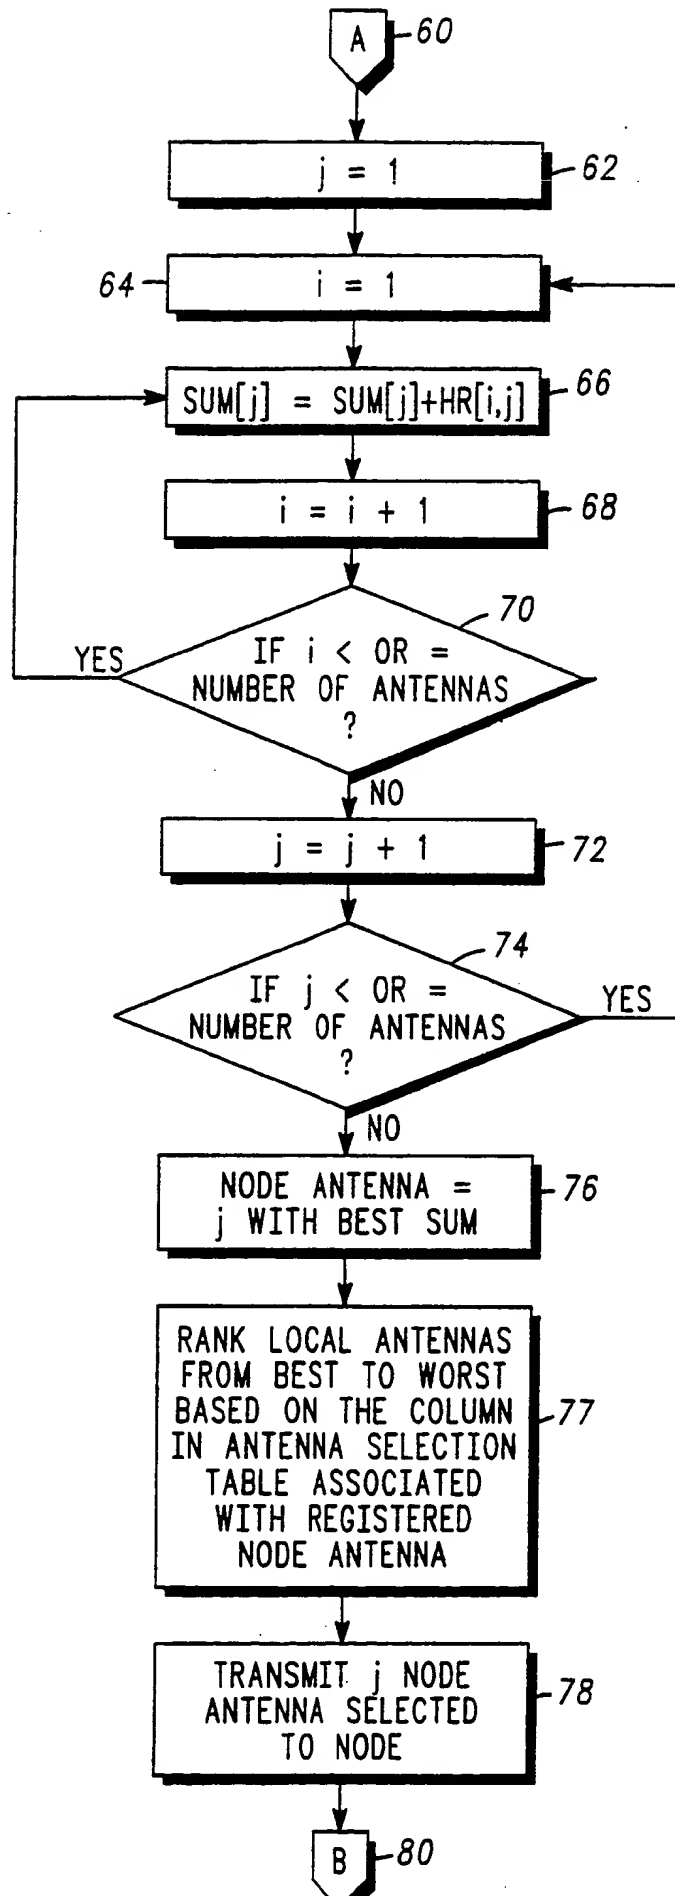 A
60
j = 1
62
64
i = 1
SUM[j] = SUM[j]+HR[i,j]
66
i = i + 1
68
70
IF i < OR =
NUMBER OF ANTENNAS
?
YES
NO
j = j + 1
72
74
IF j < OR =
NUMBER OF ANTENNAS
?
YES
NO
NODE ANTENNA =
j WITH BEST SUM
76
RANK LOCAL ANTENNAS
FROM BEST TO WORST
BASED ON THE COLUMN
IN ANTENNA SELECTION
TABLE ASSOCIATED
WITH REGISTERED
NODE ANTENNA
77
TRANSMIT j NODE
ANTENNA SELECTED
TO NODE
78
B
80